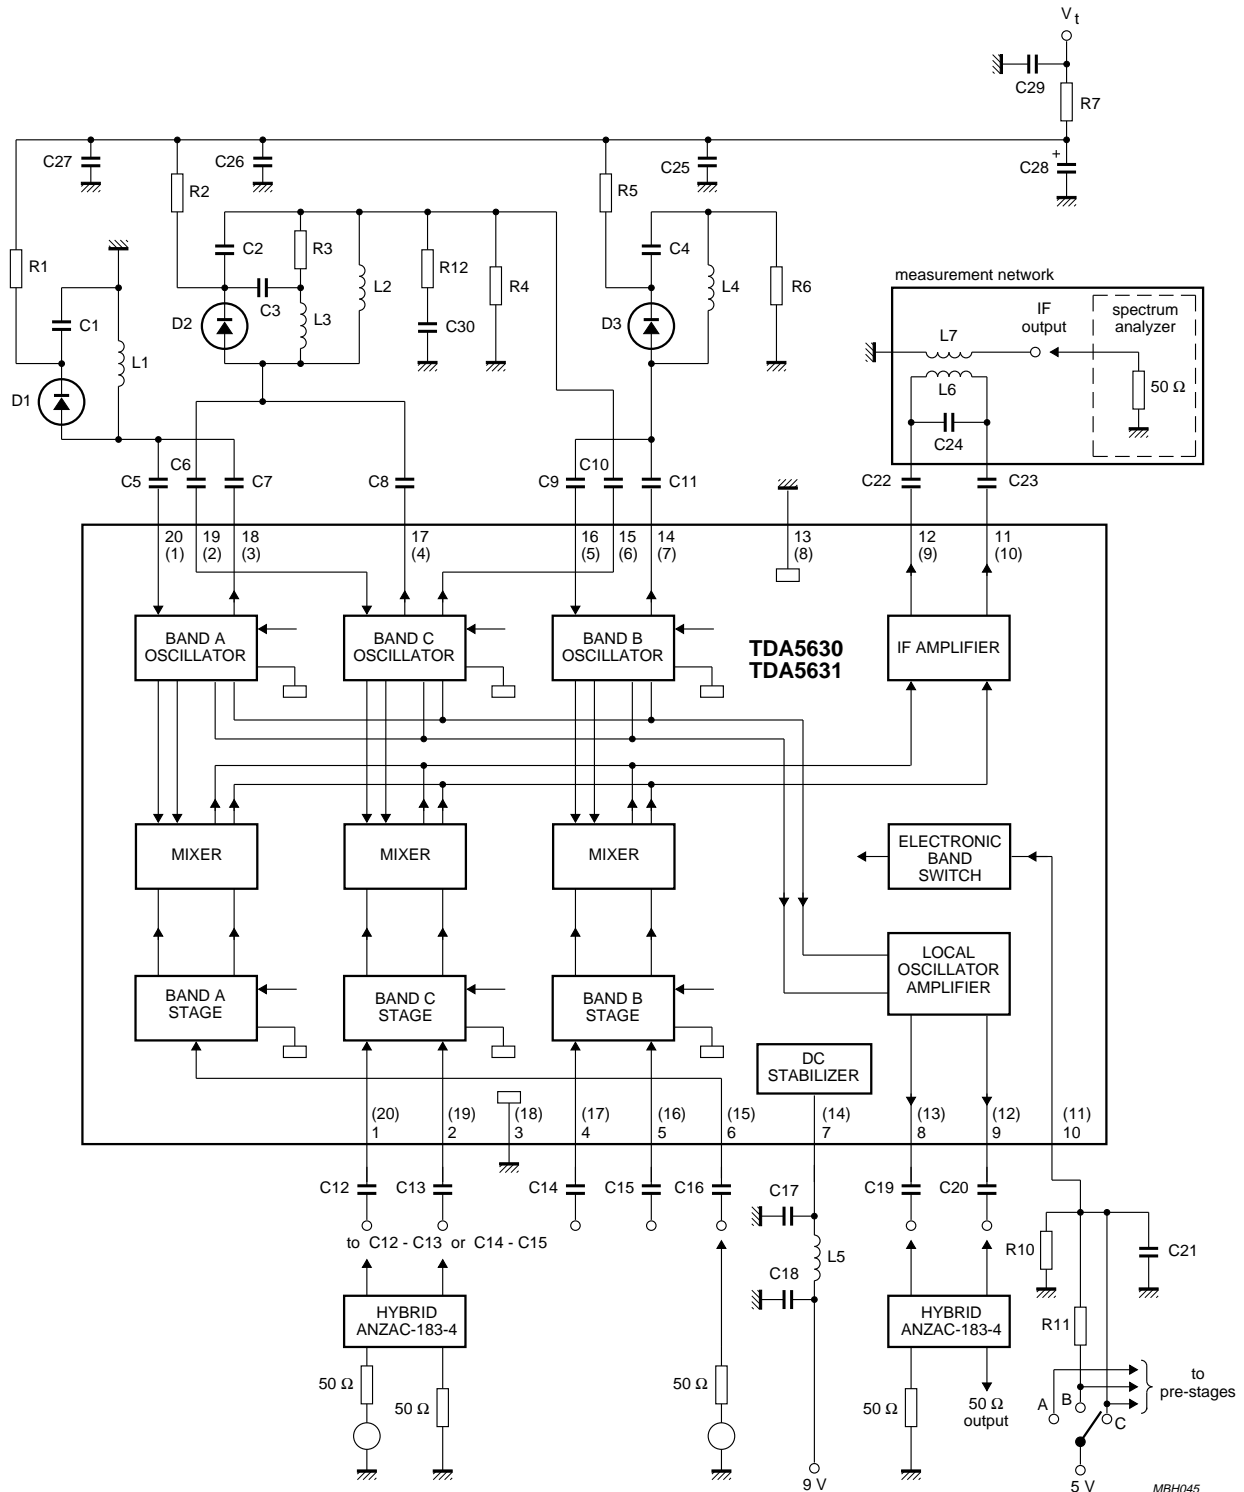 V t
C29
R7
C27
C26
C25
C28
+
R2
R5
R1
C2
R3
L2
R12
R4
C4
L4
R6
C1
L1
D2
C3
L3
C30
D3
D1
measurement network
IF
output
spectrum
analyzer
L7
L6
50 Ω
C24
C5
C6
C7
C8
C9
C10
C11
C22
C23
20
(1)
19
(2)
18
(3)
17
(4)
16
(5)
15
(6)
14
(7)
13
(8)
12
(9)
11
(10)
BAND A
OSCILLATOR
BAND C
OSCILLATOR
BAND B
OSCILLATOR
TDA5630
TDA5631
IF AMPLIFIER
MIXER
MIXER
MIXER
ELECTRONIC
BAND
SWITCH
BAND A
STAGE
BAND C
STAGE
BAND B
STAGE
LOCAL
OSCILLATOR
AMPLIFIER
DC
STABILIZER
(20)
1
(19)
2
(18)
3
(17)
4
(16)
5
(15)
6
(14)
7
(13)
8
(12)
9
(11)
10
C12
C13
C14
C15
C16
C17
C19
C20
to C12 - C13 or C14 - C15
L5
C18
R10
C21
HYBRID
ANZAC-183-4
HYBRID
ANZAC-183-4
R11
50 Ω
50 Ω
50 Ω
50 Ω
50 Ω
output
A
B
C
to
pre-stages
9 V
5 V
MBH045